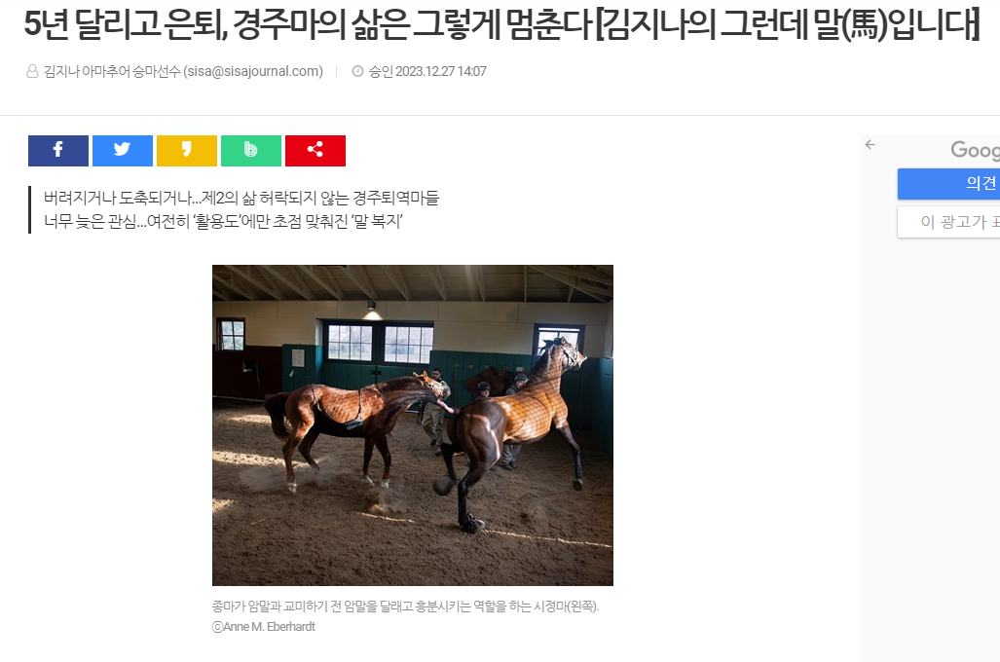 5년 달리고 은퇴, 경주마의 삶은 그렇게 멈춘다 [김지나의 그런데 말(馬)입니다]
김지나 아마추어 승마선수 (sisa@sisajournal.com) 승인 2023.12.27 14:07
버려지거나 도축되거나…제2의 삶 허락되지 않는 경주퇴역마들
너무 늦은 관심…여전히 ‘활용도’에만 초점 맞춰진 ‘말 복지’
Goog
의견
이 광고가 표
종마가 암말과 교미하기 전 암말을 달래고 흥분시키는 역할을 하는 시정마(왼쪽).
ⓒAnne M. Eberhardt